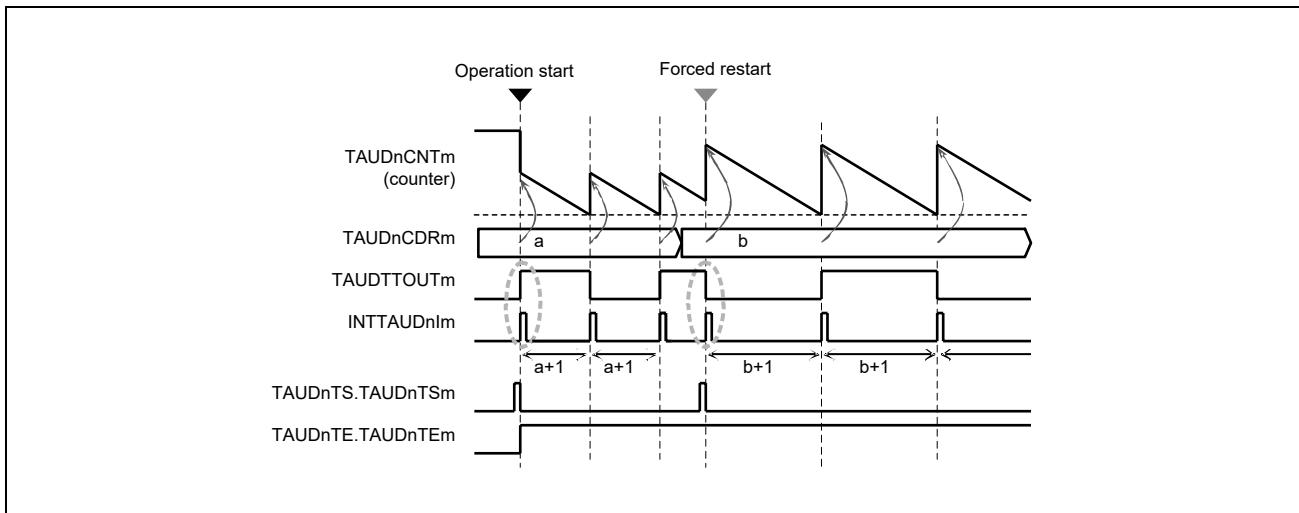 Operation start
Forced restart
TAUDnCNTm
(counter)
TAUDnCDRm
a
b
TAUDTTOUTm
INTTAUDnIm
a+1
a+1
b+1
b+1
TAUDnTS.TAUDnTSm
TAUDnTE.TAUDnTEm